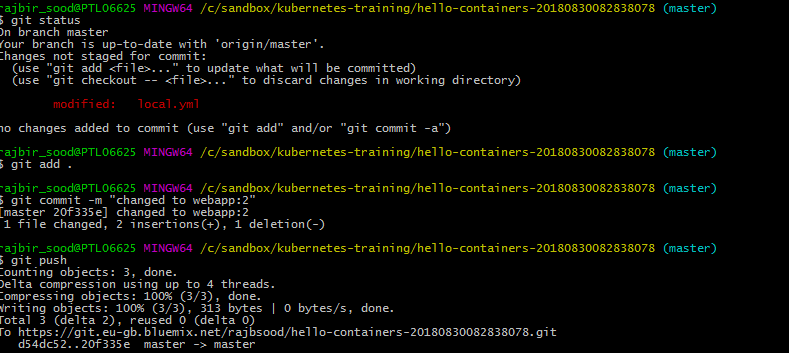 rajbir_sood@PTL06625 MINGW64 /c/sandbox/kubernetes-training/hello-containers-20180830082838078 (master)
$ git status
On branch master
Your branch is up-to-date with 'origin/master'.
Changes not staged for commit:
  (use "git add <file>..." to update what will be committed)
  (use "git checkout -- <file>..." to discard changes in working directory)

        modified:   local.yml

no changes added to commit (use "git add" and/or "git commit -a")

rajbir_sood@PTL06625 MINGW64 /c/sandbox/kubernetes-training/hello-containers-20180830082838078 (master)
$ git add .

rajbir_sood@PTL06625 MINGW64 /c/sandbox/kubernetes-training/hello-containers-20180830082838078 (master)
$ git commit -m "changed to webapp:2"
[master 20f335e] changed to webapp:2
 1 file changed, 2 insertions(+), 1 deletion(-)

rajbir_sood@PTL06625 MINGW64 /c/sandbox/kubernetes-training/hello-containers-20180830082838078 (master)
$ git push
Counting objects: 3, done.
Delta compression using up to 4 threads.
Compressing objects: 100% (3/3), done.
Writing objects: 100% (3/3), 313 bytes | 0 bytes/s, done.
Total 3 (delta 2), reused 0 (delta 0)
To https://git.eu-gb.bluemix.net/rajbsood/hello-containers-20180830082838078.git
   d54dc52..20f335e  master -> master